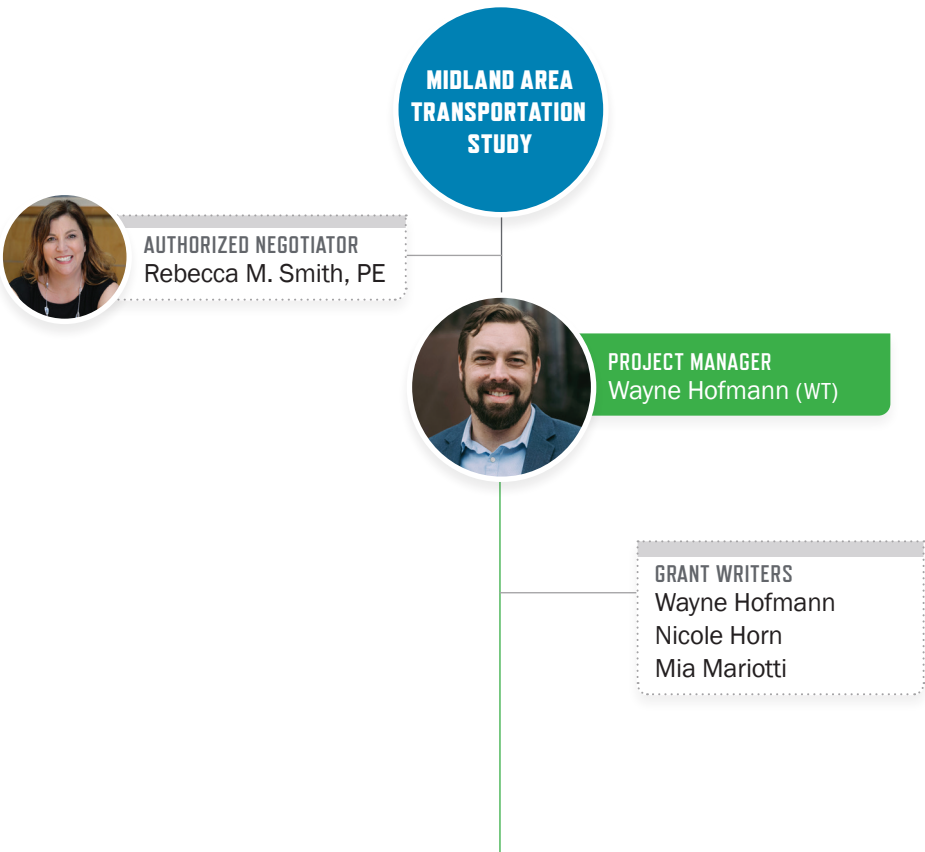 MIDLAND AREA
TRANSPORTATION
STUDY
AUTHORIZED NEGOTIATOR
Rebecca M. Smith, PE
PROJECT MANAGER
Wayne Hofmann (WT)
GRANT WRITERS
Wayne Hofmann
Nicole Horn
Mia Mariotti